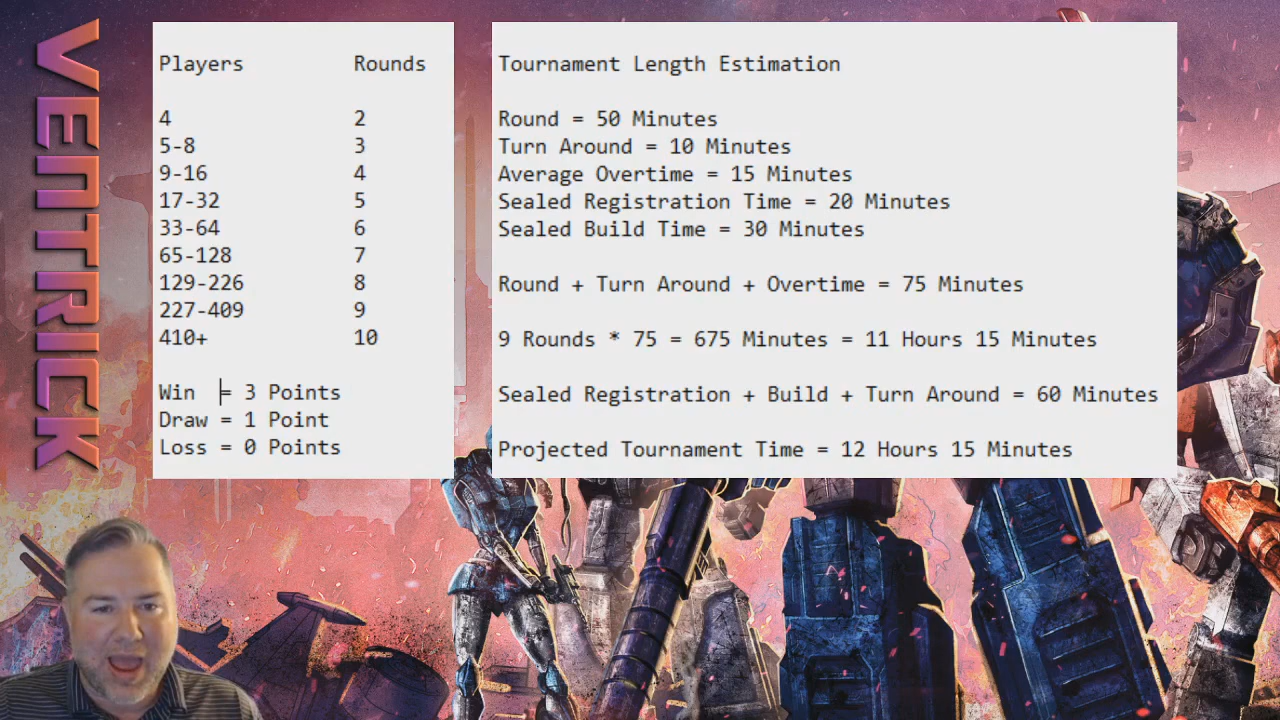 VENTRICK
Players Rounds
4 2
5-8 3
9-16 4
17-32 5
33-64 6
65-128 7
129-226 8
227-409 9
410+ 10
Win = 3 Points
Draw = 1 Point
Loss = 0 Points
Tournament Length Estimation
Round = 50 Minutes
Turn Around = 10 Minutes
Average Overtime = 15 Minutes
Sealed Registration Time = 20 Minutes
Sealed Build Time = 30 Minutes
Round + Turn Around + Overtime = 75 Minutes
9 Rounds * 75 = 675 Minutes = 11 Hours 15 Minutes
Sealed Registration + Build + Turn Around = 60 Minutes
Projected Tournament Time = 12 Hours 15 Minutes